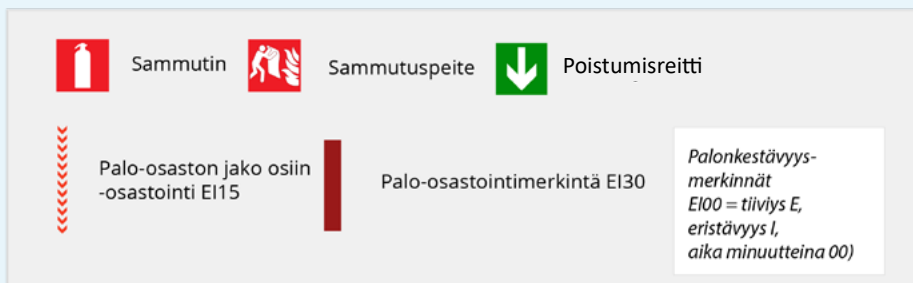 Sammutin
Sammutuspeite
Poistumisreitti
Palo-osaston jako osiin
-osastointi EI15
Palo-osastointimerkintä EI30
Palonkestävyys-
merkinnät
EI00 = tiiviys E,
eristävyys I,
aika minuutteina 00)